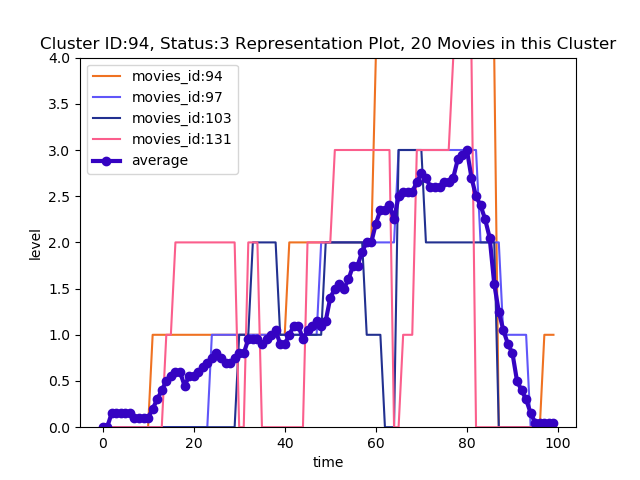 Cluster ID:94, Status:3 Representation Plot, 20 Movies in this Cluster
4.0
3.5
3.0
2.5
2.0
1.5
1.0
0.5
0.0
level
movies_id:94
movies_id:97
movies_id:103
movies_id:131
average
0 20 40 60 80 100
time